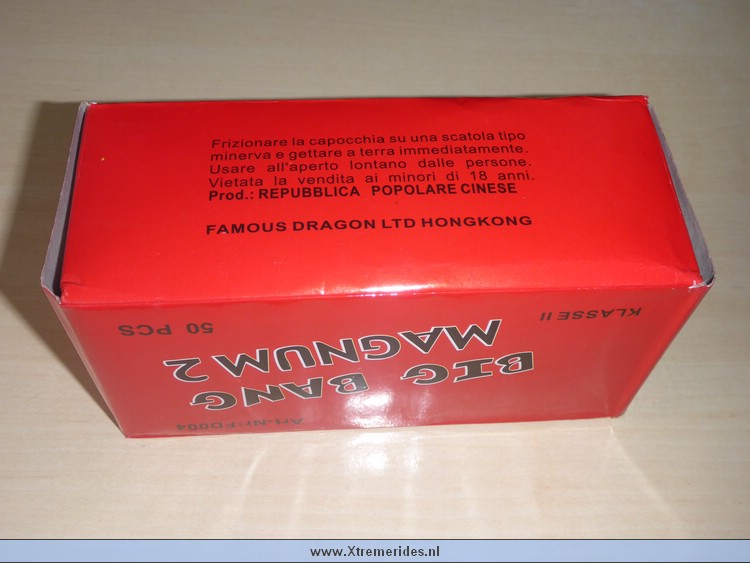 Frizionare la capocchia su una scatola tipo
minerva e gettare a terra immediatamente.
Usare all'aperto lontano dalle persone.
Vietata la vendita ai minori di 18 anni.
Prod.: REPUBBLICA POPOLARE CINESE
FAMOUS DRAGON LTD HONGKONG
Art.-Nr:FD004
BIG BANG
MAGNUM 2
KLASSE II
50 PCS
www.Xtremerides.nl